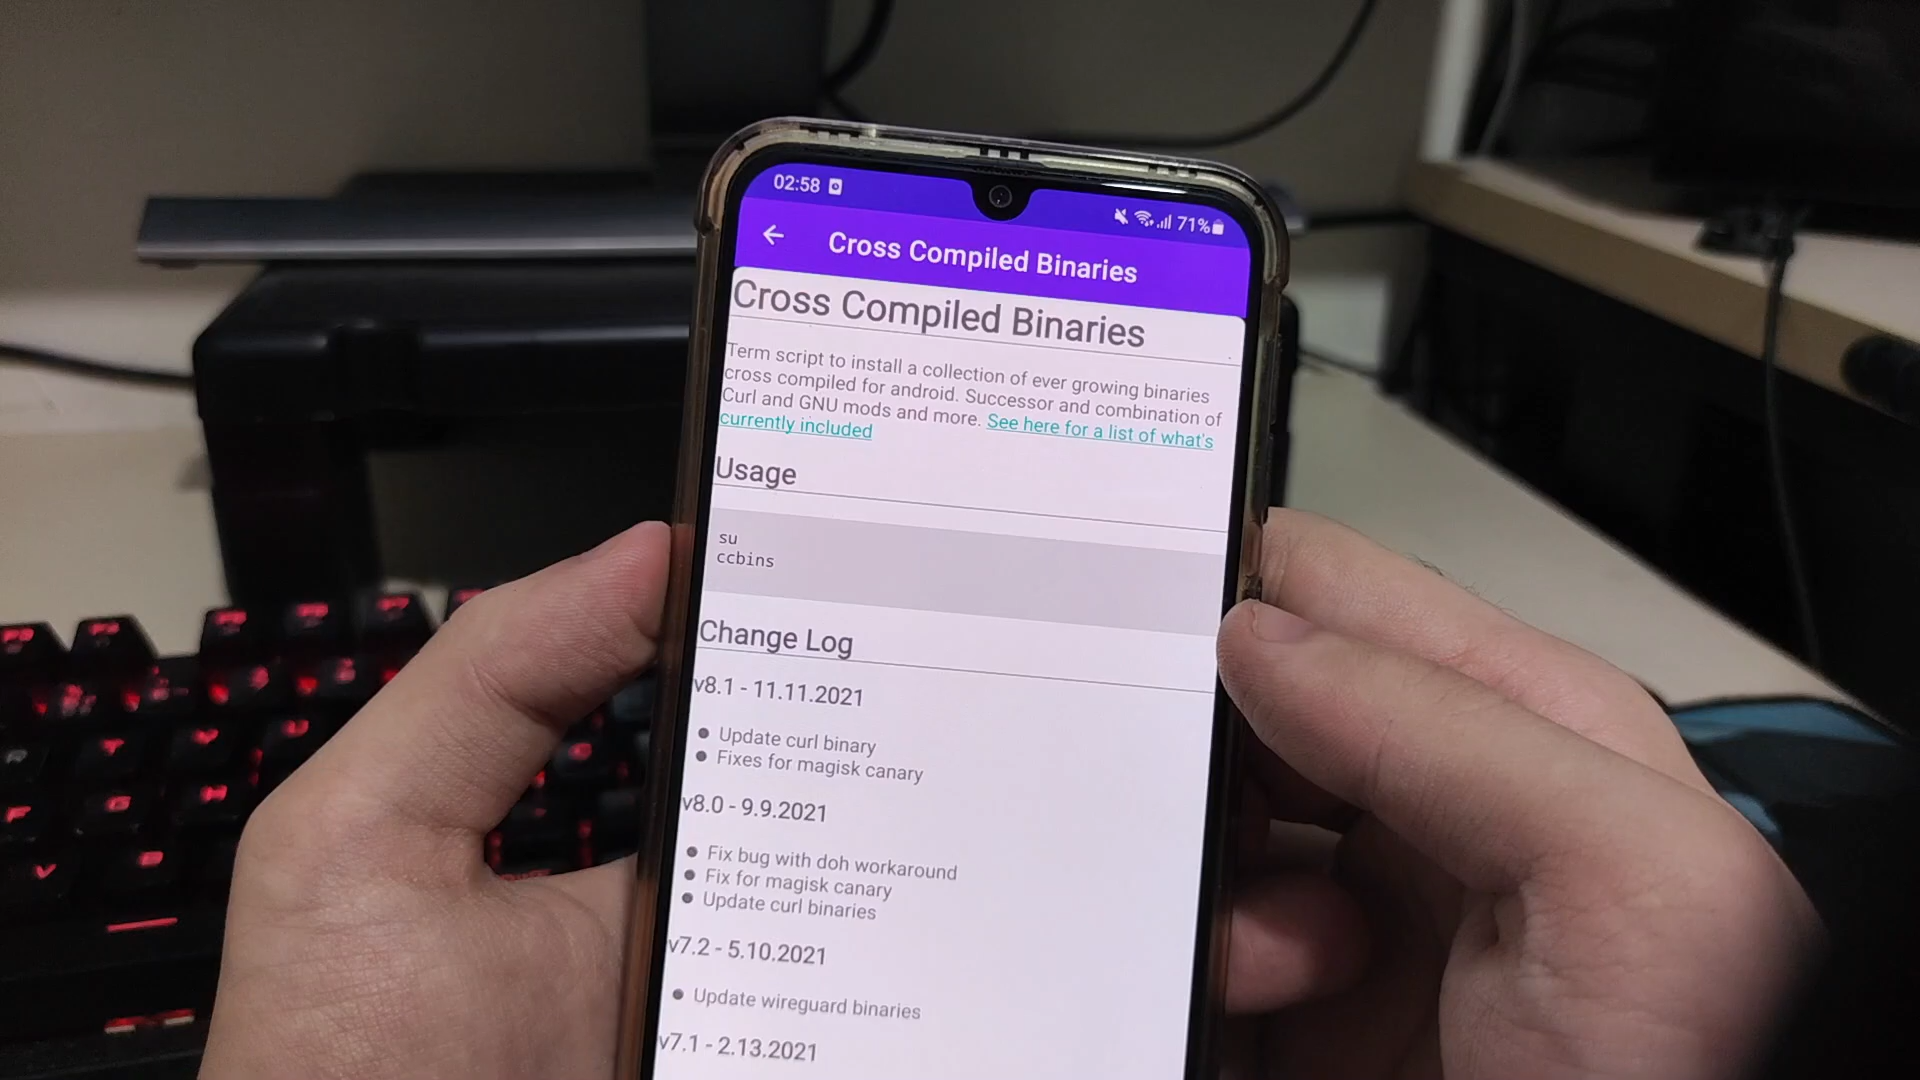 02:58
71%
Cross Compiled Binaries
Cross Compiled Binaries
Term script to install a collection of ever growing binaries
cross compiled for android. Successor and combination of
Curl and GNU mods and more. See here for a list of what's
currently included
Usage
su
ccbins
Change Log
v8.1 - 11.11.2021
● Update curl binary
● Fixes for magisk canary
v8.0 - 9.9.2021
● Fix bug with doh workaround
● Fix for magisk canary
● Update curl binaries
v7.2 - 5.10.2021
● Update wireguard binaries
v7.1 - 2.13.2021
F
G
H
V